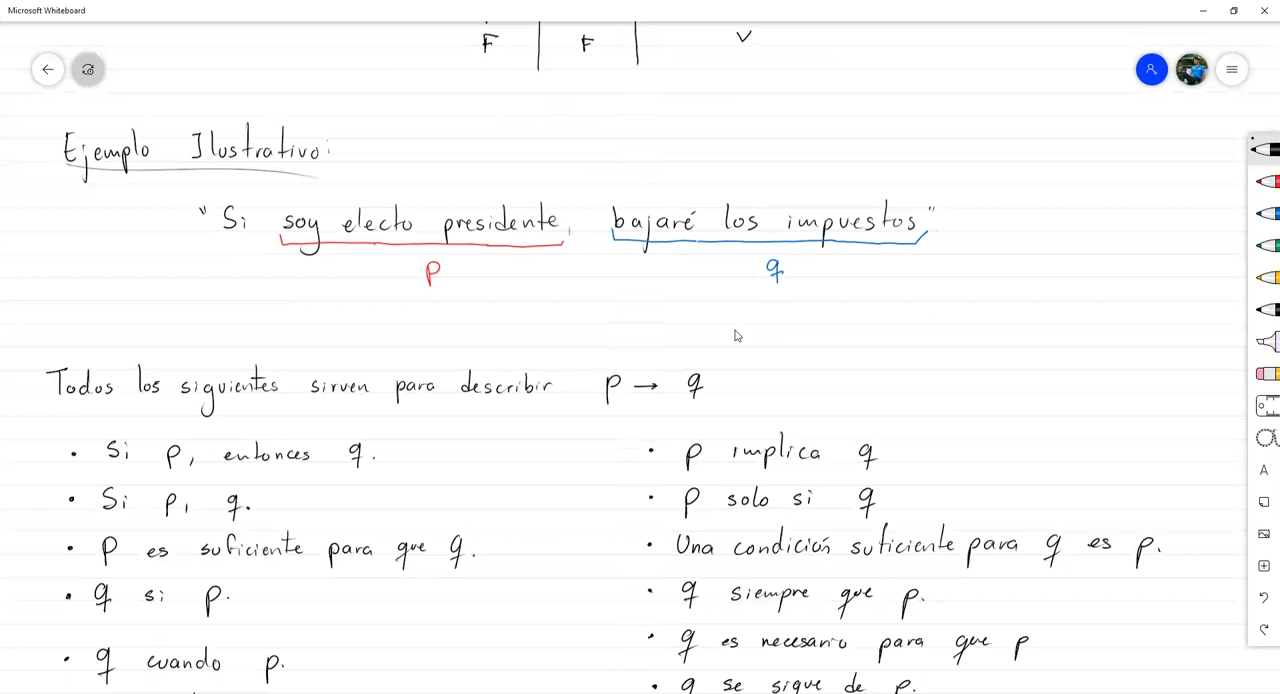 Microsoft Whiteboard
F F V
Ejemplo Ilustrativo:
"Si soy electo presidente, bajaré los impuestos".
p q
Todos los siguientes sirven para describir p → q
· Si p, entonces q.
· Si p, q.
· p es suficiente para que q.
· q si p.
· q cuando p.
· p implica q
· p solo si q
· Una condición suficiente para q es p.
· q siempre que p.
· q es necesario para que p
· q se sigue de p.
A